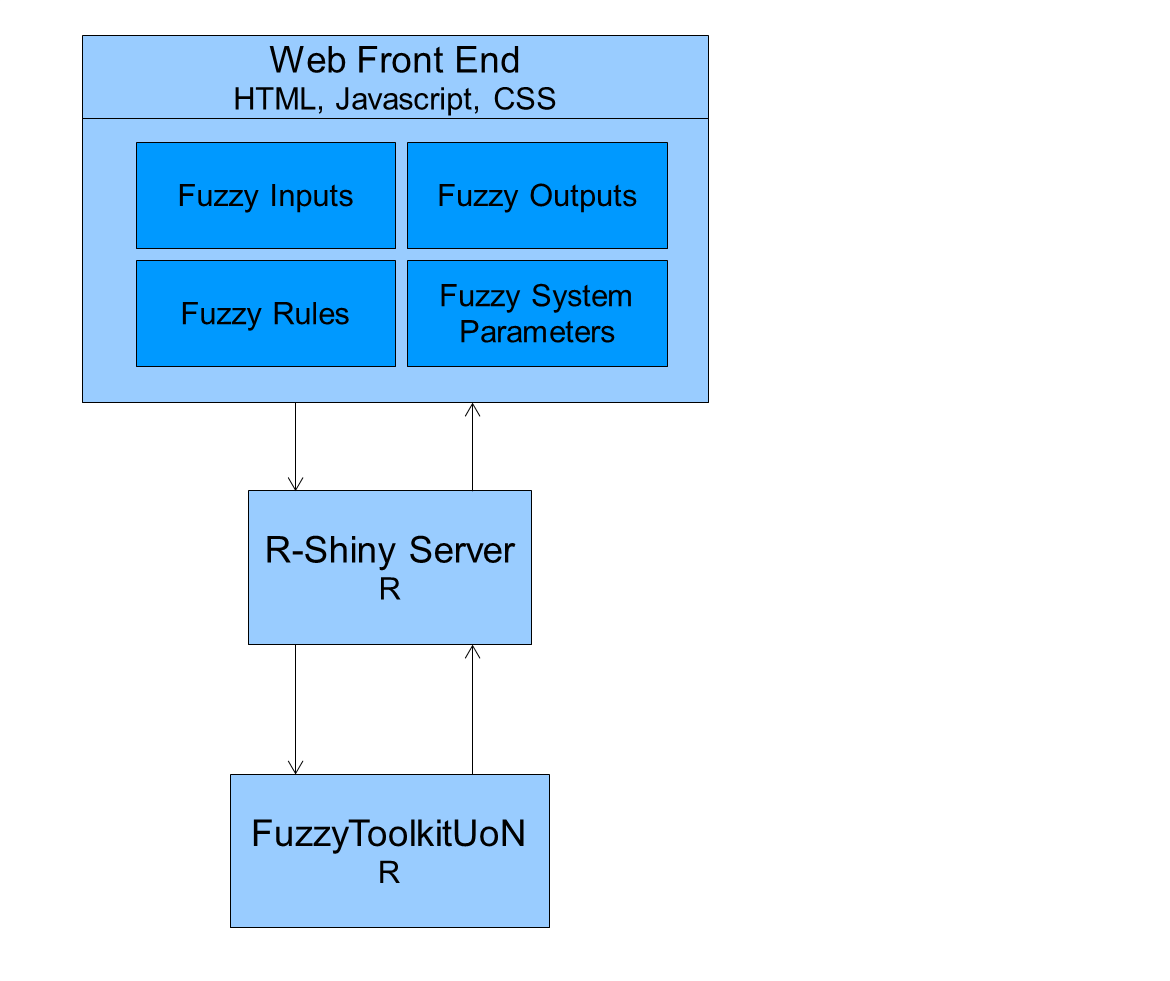 Web Front End
HTML, Javascript, CSS
Fuzzy Inputs
Fuzzy Outputs
Fuzzy Rules
Fuzzy System
Parameters
R-Shiny Server
R
FuzzyToolkitUoN
R